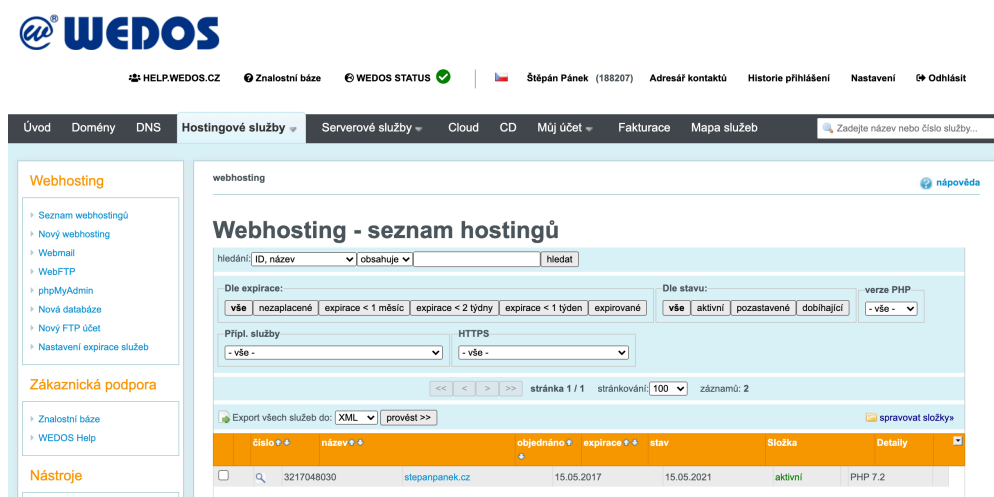 WEDOS
HELP.WEDOS.CZ Znalostní báze WEDOS STATUS Štěpán Pánek (188207) Adresář kontaktů Historie přihlášení Nastavení Odhlásit
Úvod Domény DNS Hostingové služby Serverové služby Cloud CD Můj účet Fakturace Mapa služeb Zadejte název nebo číslo služby...
Webhosting
Seznam webhostingů
Nový webhosting
Webmail
WebFTP
phpMyAdmin
Nová databáze
Nový FTP účet
Nastavení expirace služeb
Zákaznická podpora
Znalostní báze
WEDOS Help
Nástroje
webhosting
nápověda
Webhosting - seznam hostingů
hledání: ID, název obsahuje hledat
Dle expirace: Dle stavu: verze PHP
vše nezaplacené expirace < 1 měsíc expirace < 2 týdny expirace < 1 týden expirované vše aktivní pozastavené dobíhající - vše -
Přípl. služby HTTPS
- vše - - vše -
<< < > >> stránka 1 / 1 stránkování: 100 záznamů: 2
Export všech služeb do: XML provést >> spravovat složky»
číslo název objednáno expirace stav Složka Detaily
3217048030 stepanpanek.cz 15.05.2017 15.05.2021 aktivní PHP 7.2